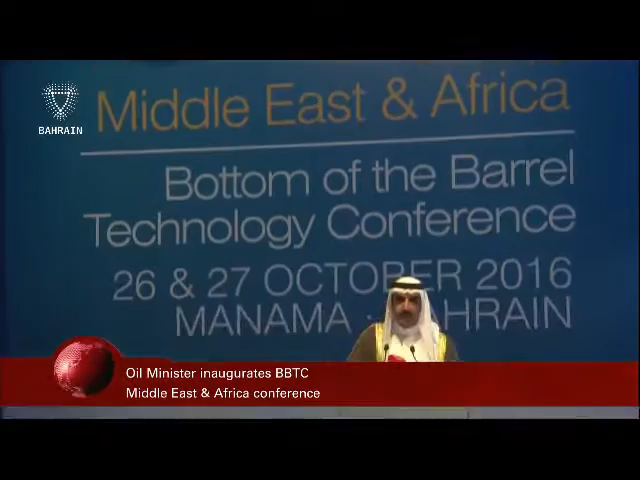 BAHRAIN
Middle East & Africa
Bottom of the Barrel
Technology Conference
26 & 27 OCTOBER 2016
MANAMA
Oil Minister inaugurates BBTC
Middle East & Africa conference